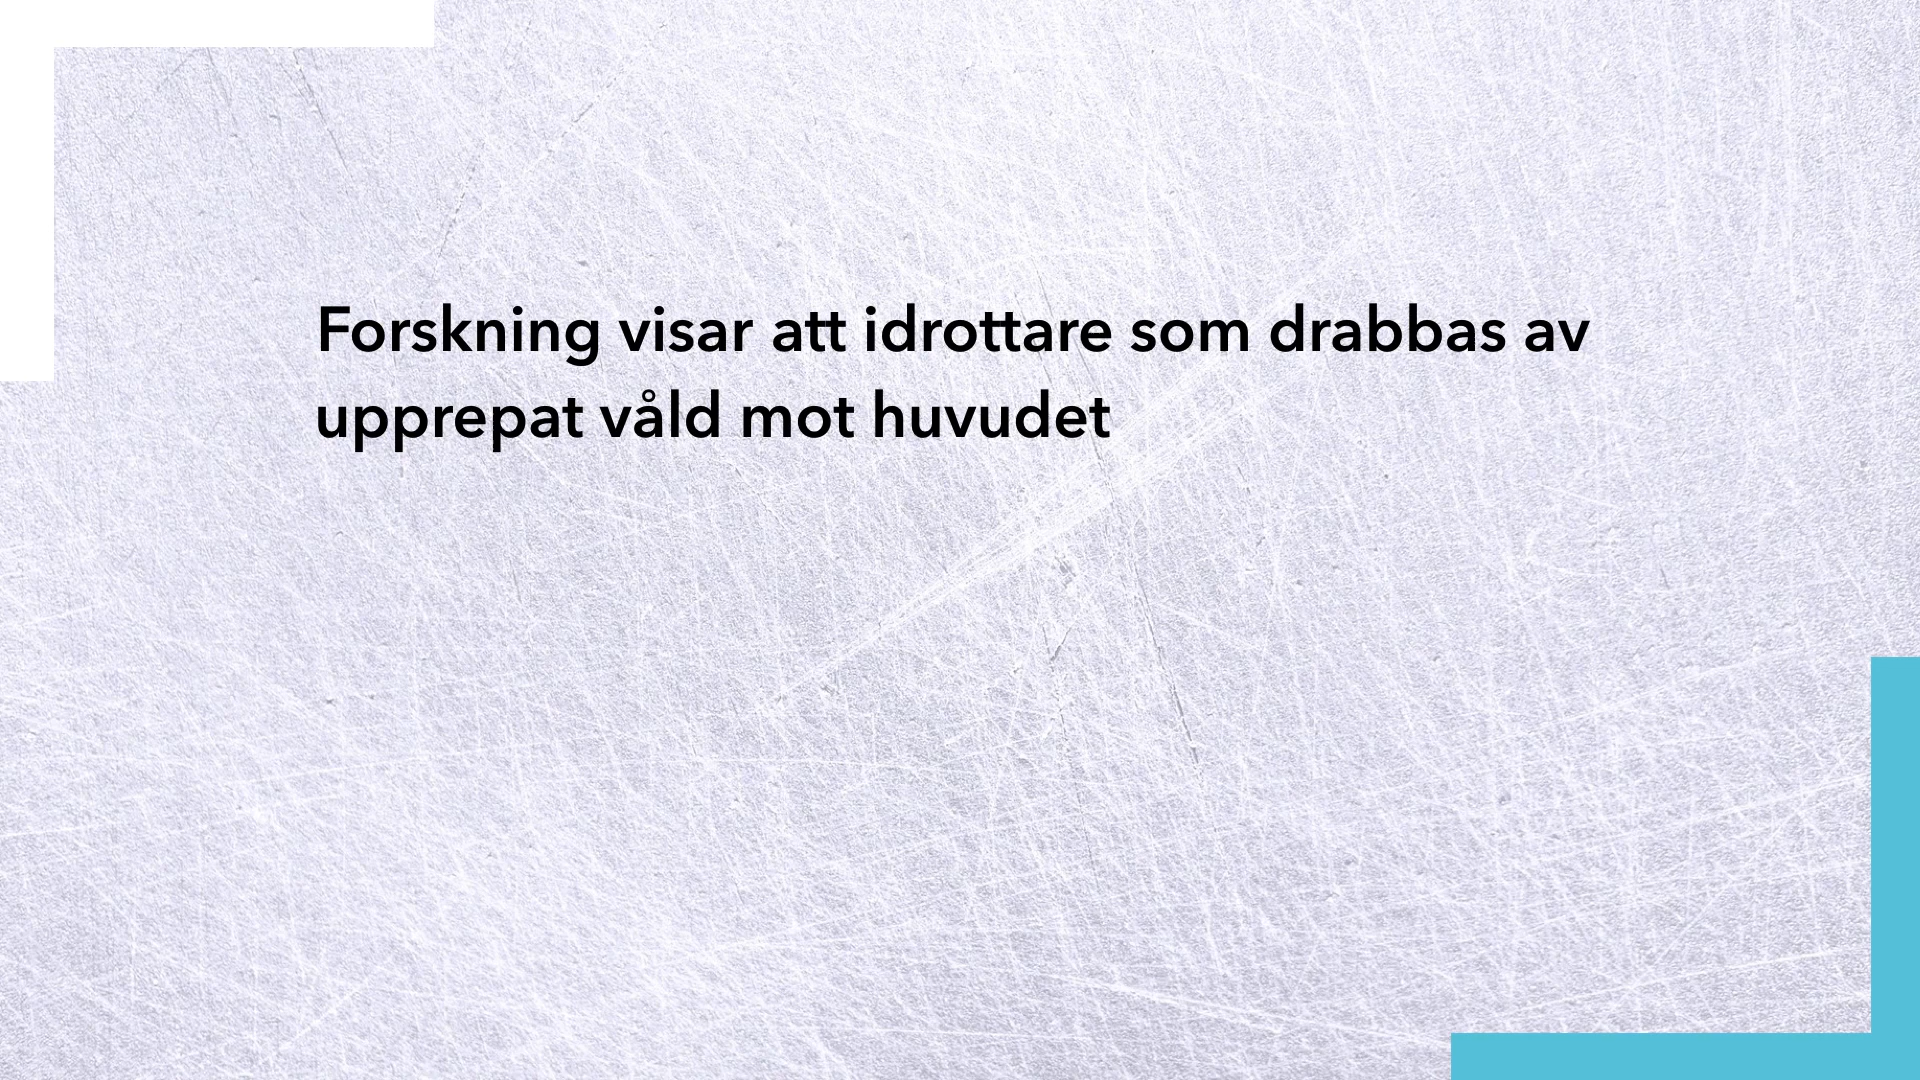 Forskning visar att idrottare som drabbas av
upprepat våld mot huvudet